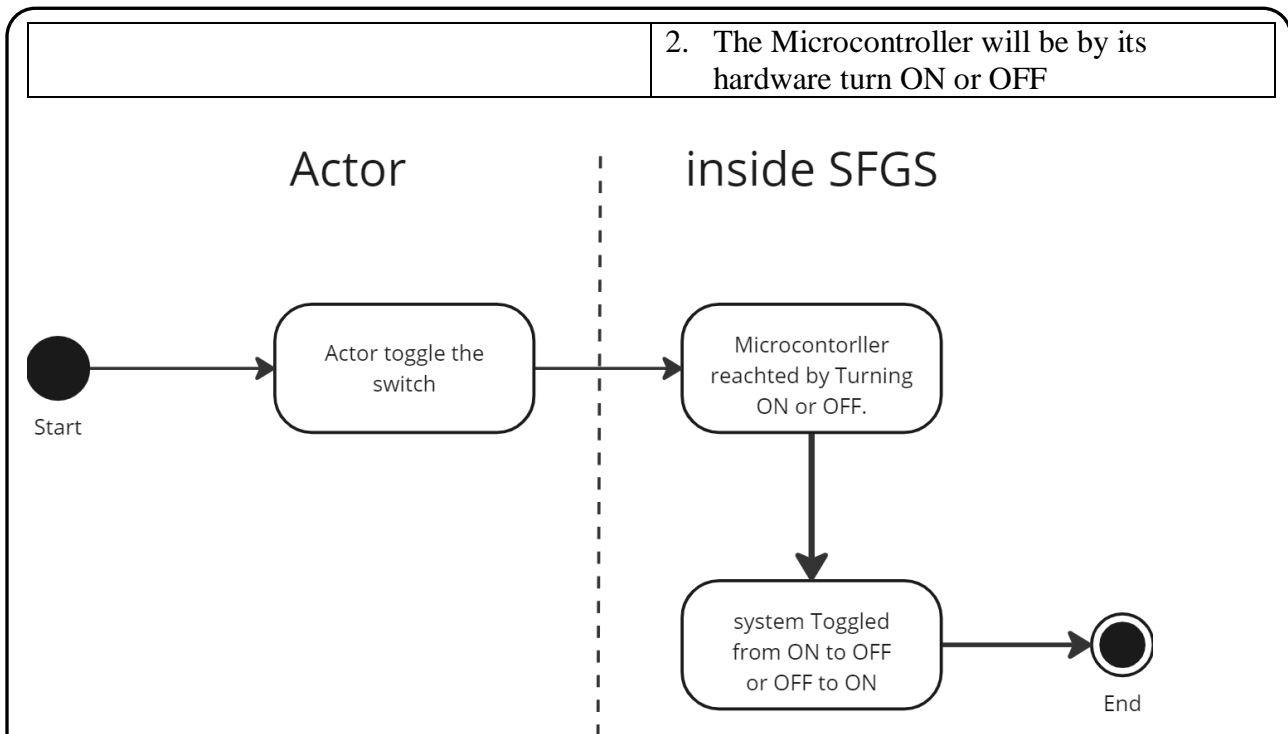 2. The Microcontroller will be by its
hardware turn ON or OFF
Actor
inside SFGS
Start
Actor toggle the
switch
Microcontorller
reachted by Turning
ON or OFF.
system Toggled
from ON to OFF
or OFF to ON
End